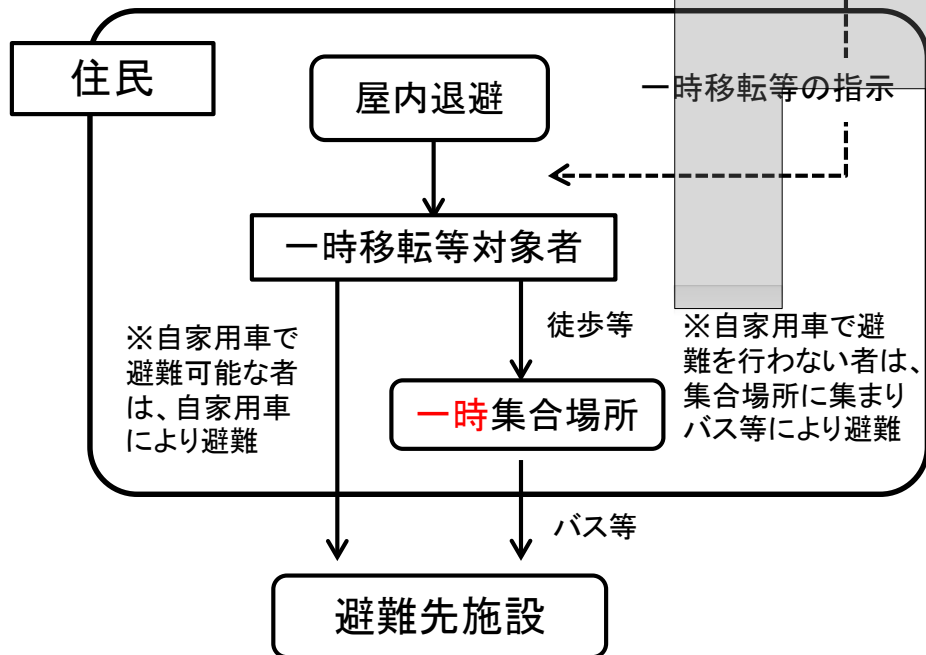 住民
屋内退避
一時移転等の指示
一時移転等対象者
※自家用車で
避難可能な者
は、自家用車
により避難
徒歩等
※自家用車で避
難を行わない者は、
集合場所に集まり
バス等により避難
一時集合場所
バス等
避難先施設